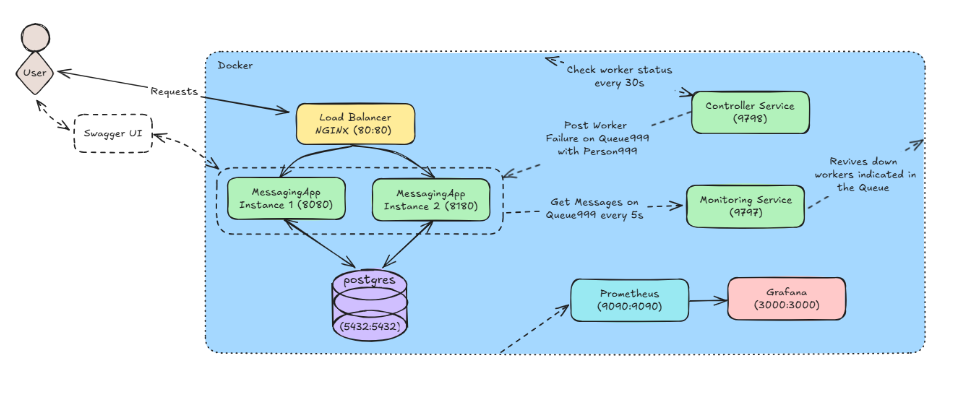 User
Requests
Swagger UI
Docker
Load Balancer
NGINX (80:80)
MessagingApp
Instance 1 (8080)
MessagingApp
Instance 2 (8180)
postgres
(5432:5432)
Check worker status
every 30s
Controller Service
(9798)
Post Worker
Failure on Queue999
with Person999
Revives down
workers indicated in
the Queue
Get Messages on
Queue999 every 5s
Monitoring Service
(9797)
Prometheus
(9090:9090)
Grafana
(3000:3000)